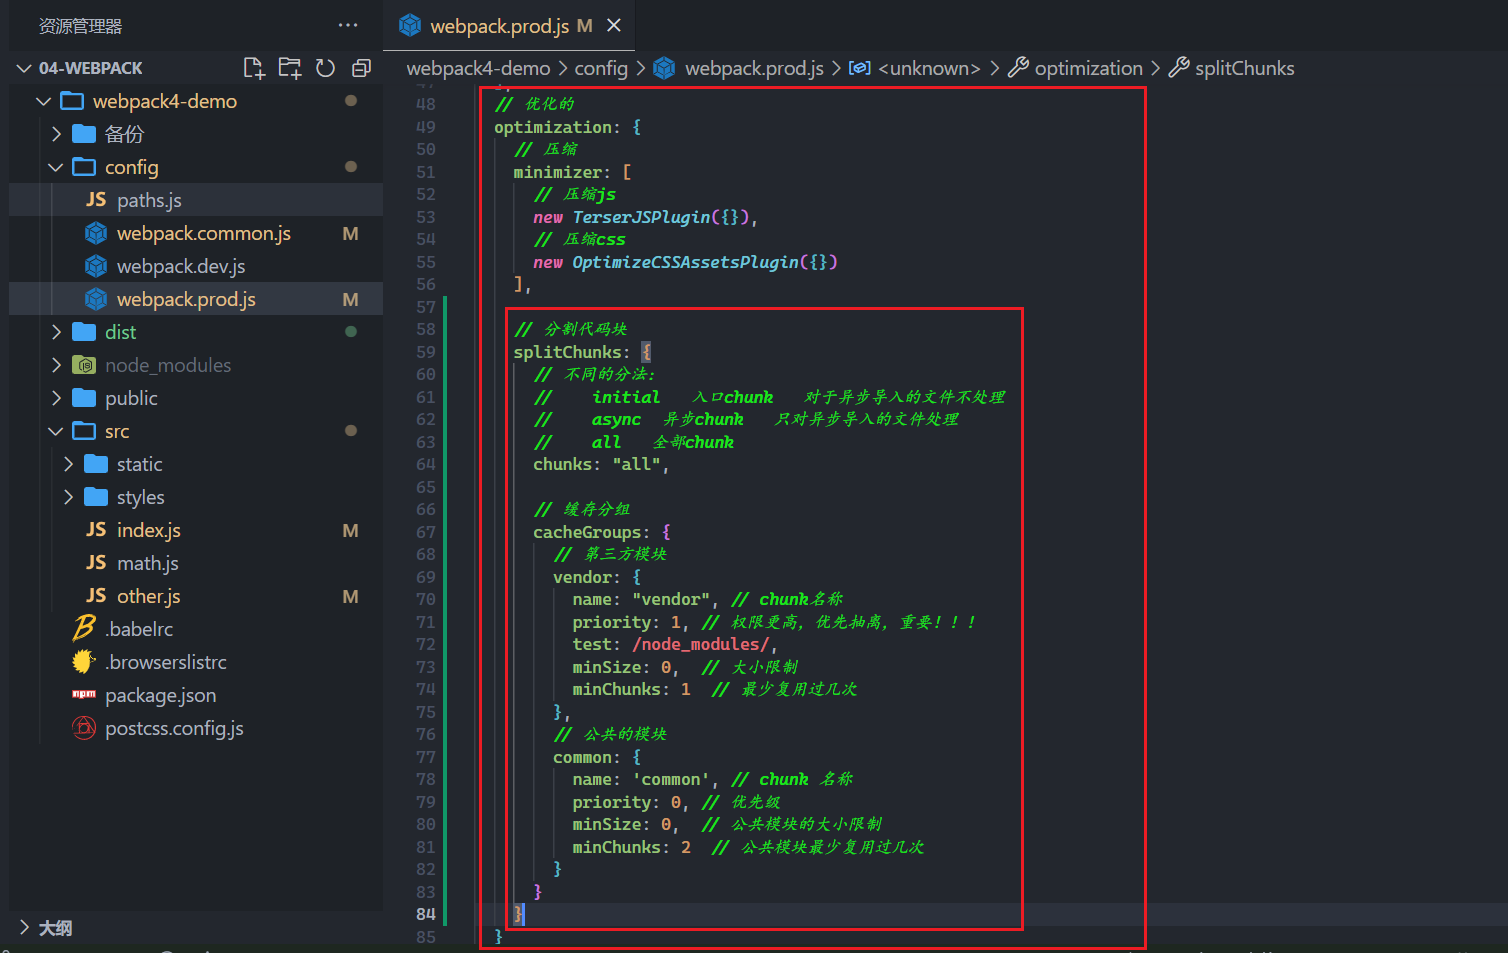 资源管理器 ···
webpack.prod.js M
04-WEBPACK
webpack4-demo > config > webpack.prod.js > <unknown> > optimization > splitChunks
webpack4-demo
备份
config
JS paths.js
webpack.common.js M
webpack.dev.js
webpack.prod.js M
dist
node_modules
public
src
static
styles
JS index.js M
JS math.js
JS other.js M
.babelrc
.browserslistrc
package.json
postcss.config.js
大纲
48 // 优化的
49 optimization: {
50 // 压缩
51 minimizer: [
52 // 压缩js
53 new TerserJSPlugin({}),
54 // 压缩css
55 new OptimizeCSSAssetsPlugin({})
56 ],
57
58 // 分割代码块
59 splitChunks: {
60 // 不同的分法:
61 // initial 入口chunk 对于异步导入的文件不处理
62 // async 异步chunk 只对异步导入的文件处理
63 // all 全部chunk
64 chunks: "all",
65
66 // 缓存分组
67 cacheGroups: {
68 // 第三方模块
69 vendor: {
70 name: "vendor", // chunk名称
71 priority: 1, // 权限更高, 优先抽离, 重要! ! !
72 test: /node_modules/,
73 minSize: 0, // 大小限制
74 minChunks: 1 // 最少复用过几次
75 },
76 // 公共的模块
77 common: {
78 name: 'common', // chunk 名称
79 priority: 0, // 优先级
80 minSize: 0, // 公共模块的大小限制
81 minChunks: 2 // 公共模块最少复用过几次
82 }
83 }
84 }
85 }